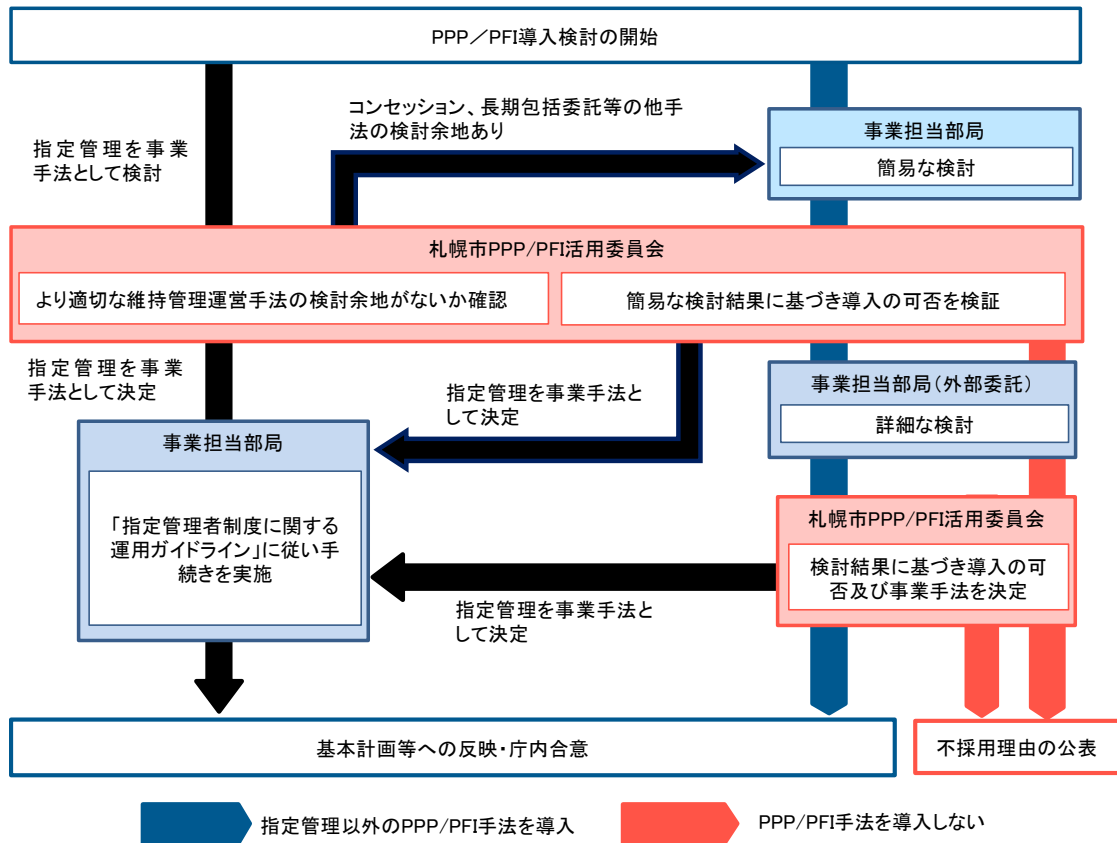 PPP／PFI導入検討の開始
コンセッション、長期包括委託等の他手
法の検討余地あり
指定管理を事業
手法として検討
事業担当部局
簡易な検討
札幌市PPP/PFI活用委員会
より適切な維持管理運営手法の検討余地がないか確認
簡易な検討結果に基づき導入の可否を検証
指定管理を事業
手法として決定
指定管理を事業手法と
して決定
事業担当部局（外部委託）
詳細な検討
事業担当部局
「指定管理者制度に関する
運用ガイドライン」に従い手
続きを実施
札幌市PPP/PFI活用委員会
検討結果に基づき導入の可
否及び事業手法を決定
指定管理を事業手法と
して決定
基本計画等への反映・庁内合意
不採用理由の公表
指定管理以外のPPP/PFI手法を導入
PPP/PFI手法を導入しない